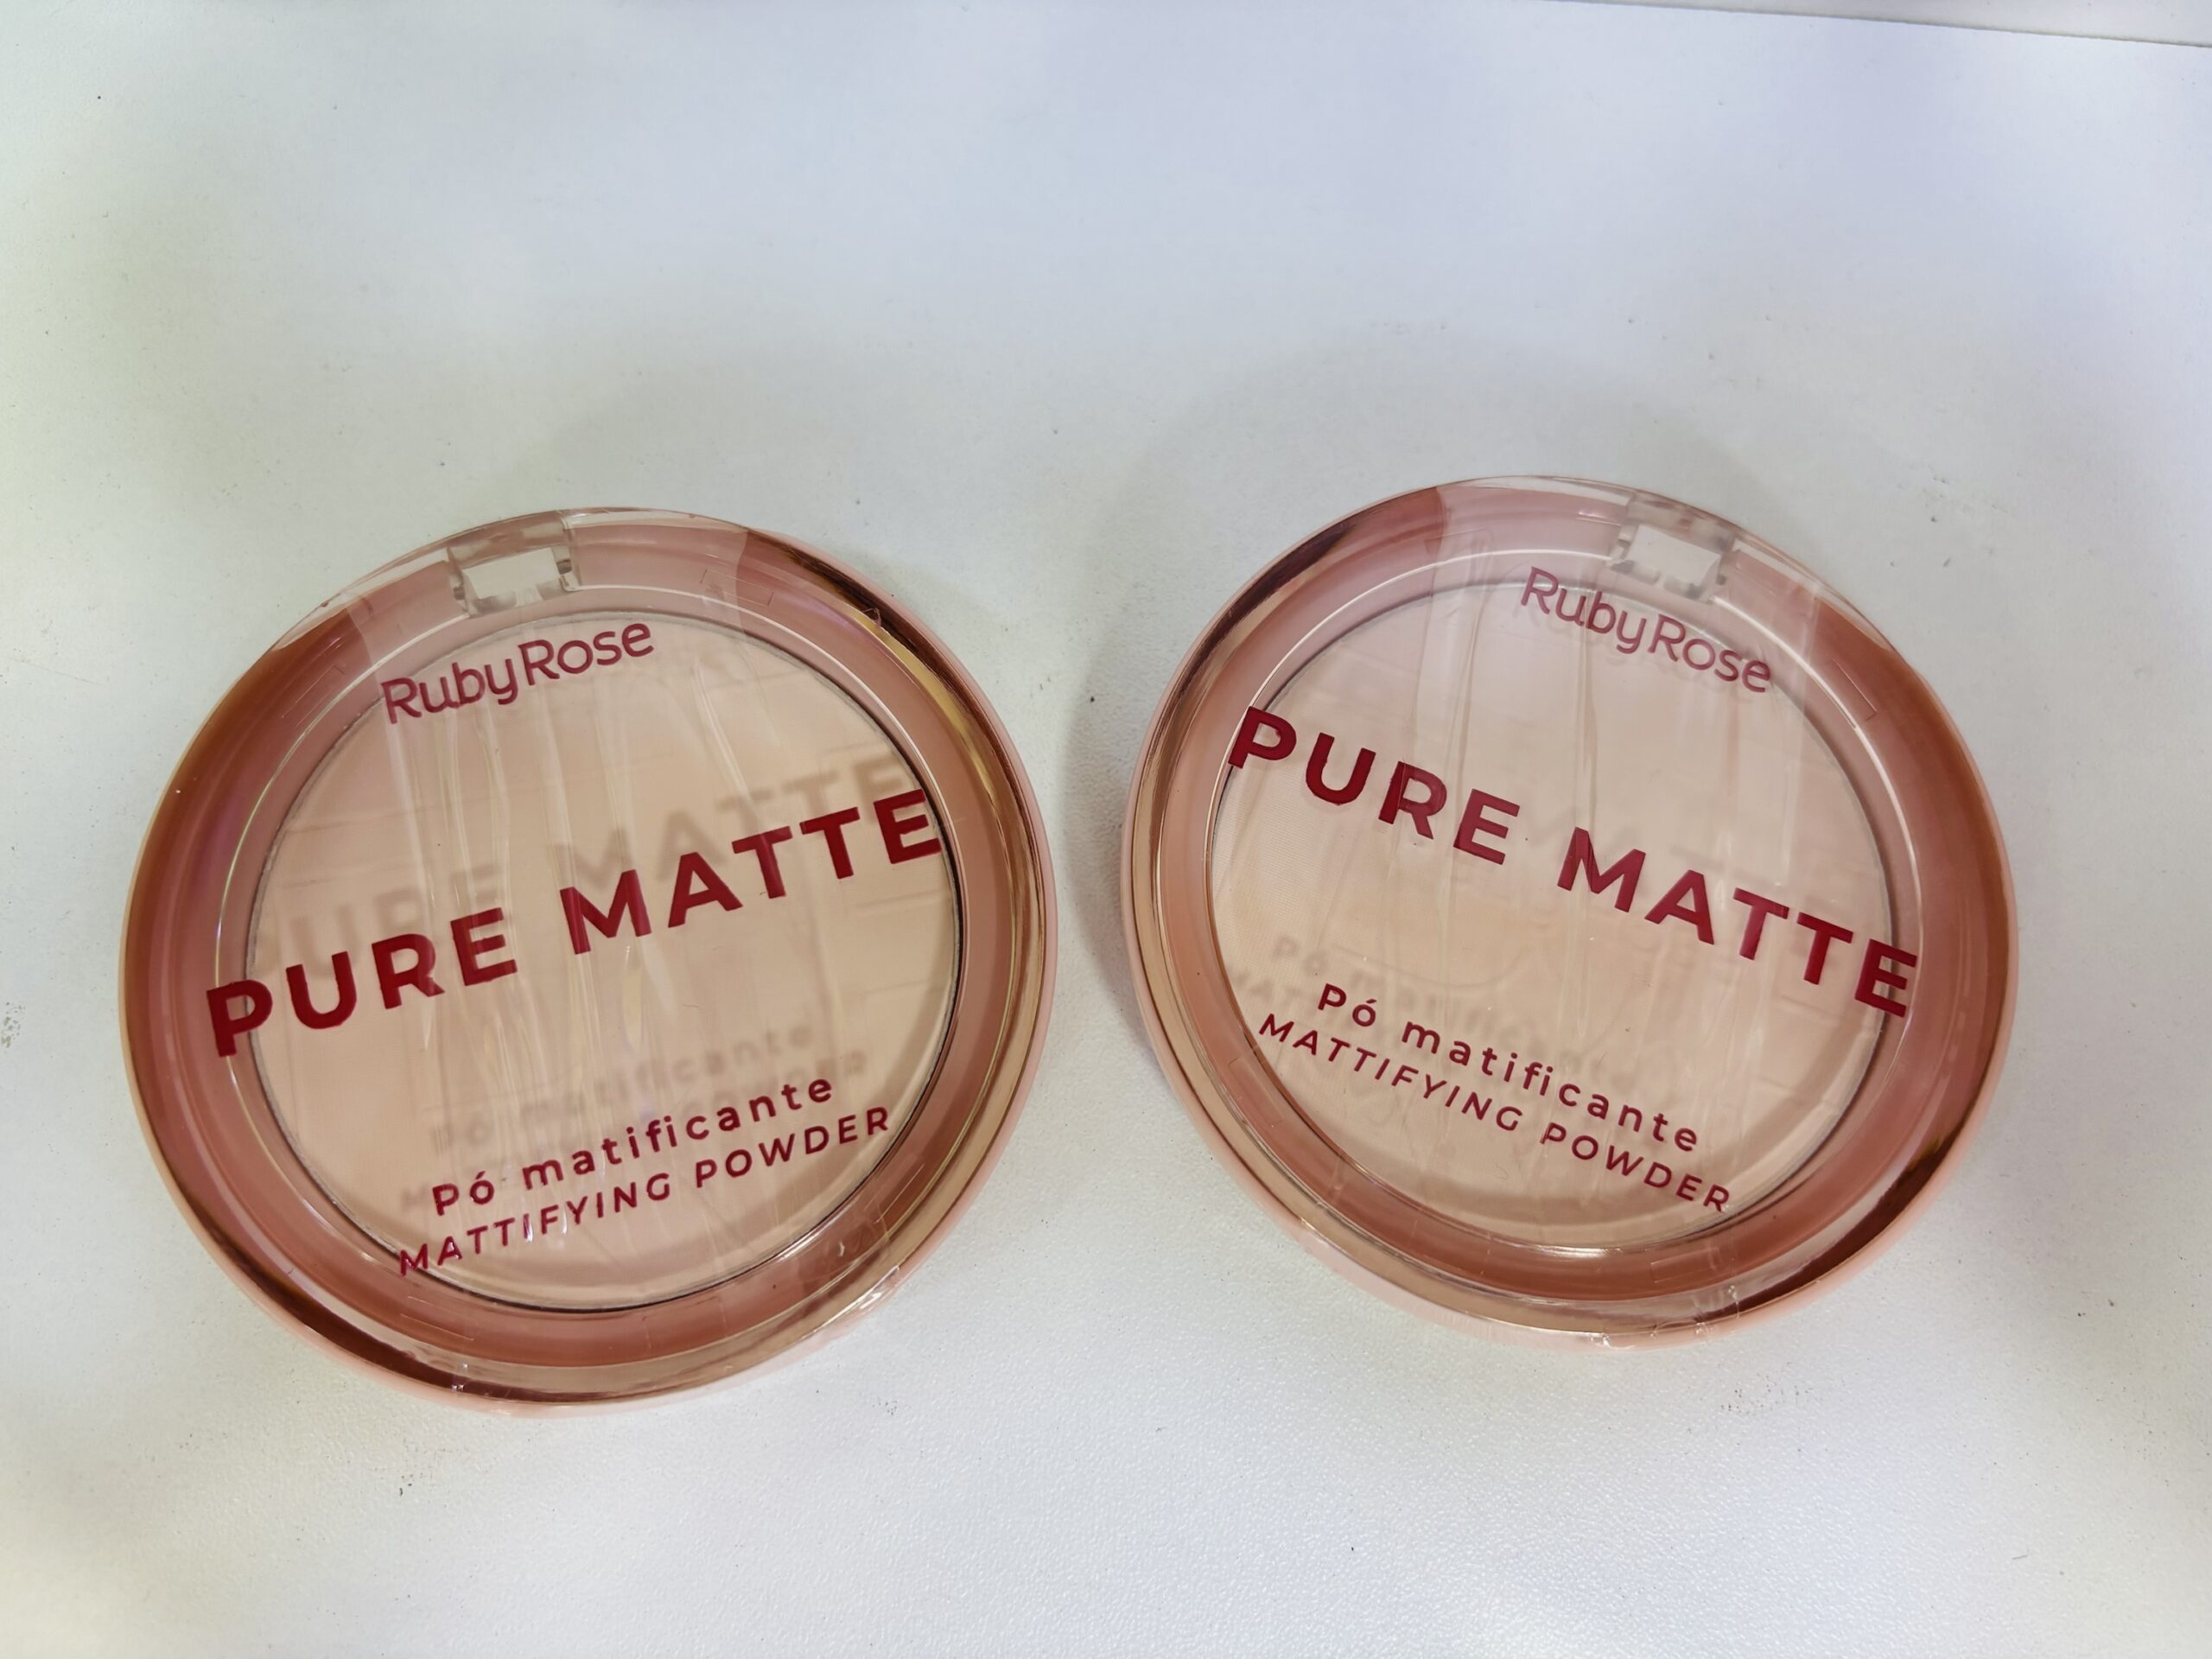 RubyRose
PURE MATTE
Pó matificante
MATTIFYING POWDER
RubyRose
PURE MATTE
Pó matificante
MATTIFYING POWDER